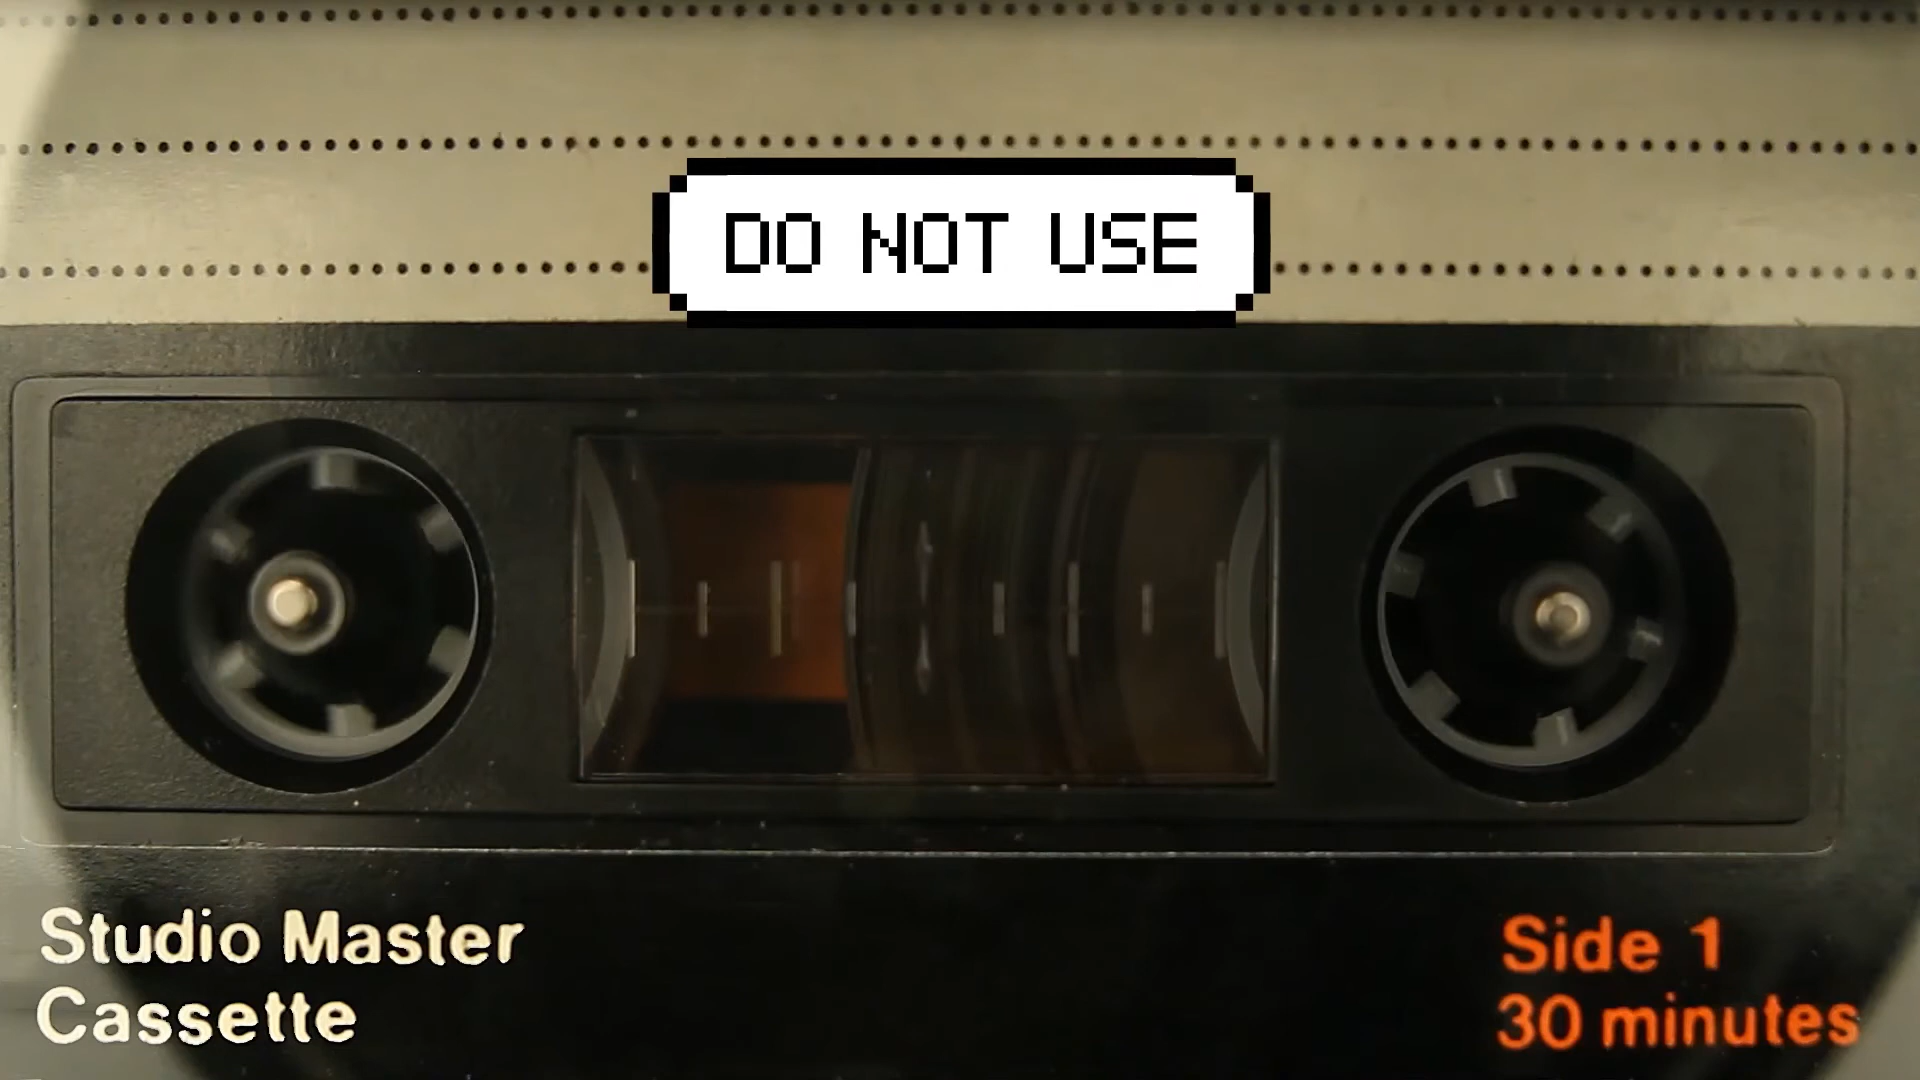 DO NOT USE
Studio Master
Cassette
Side 1
30 minutes